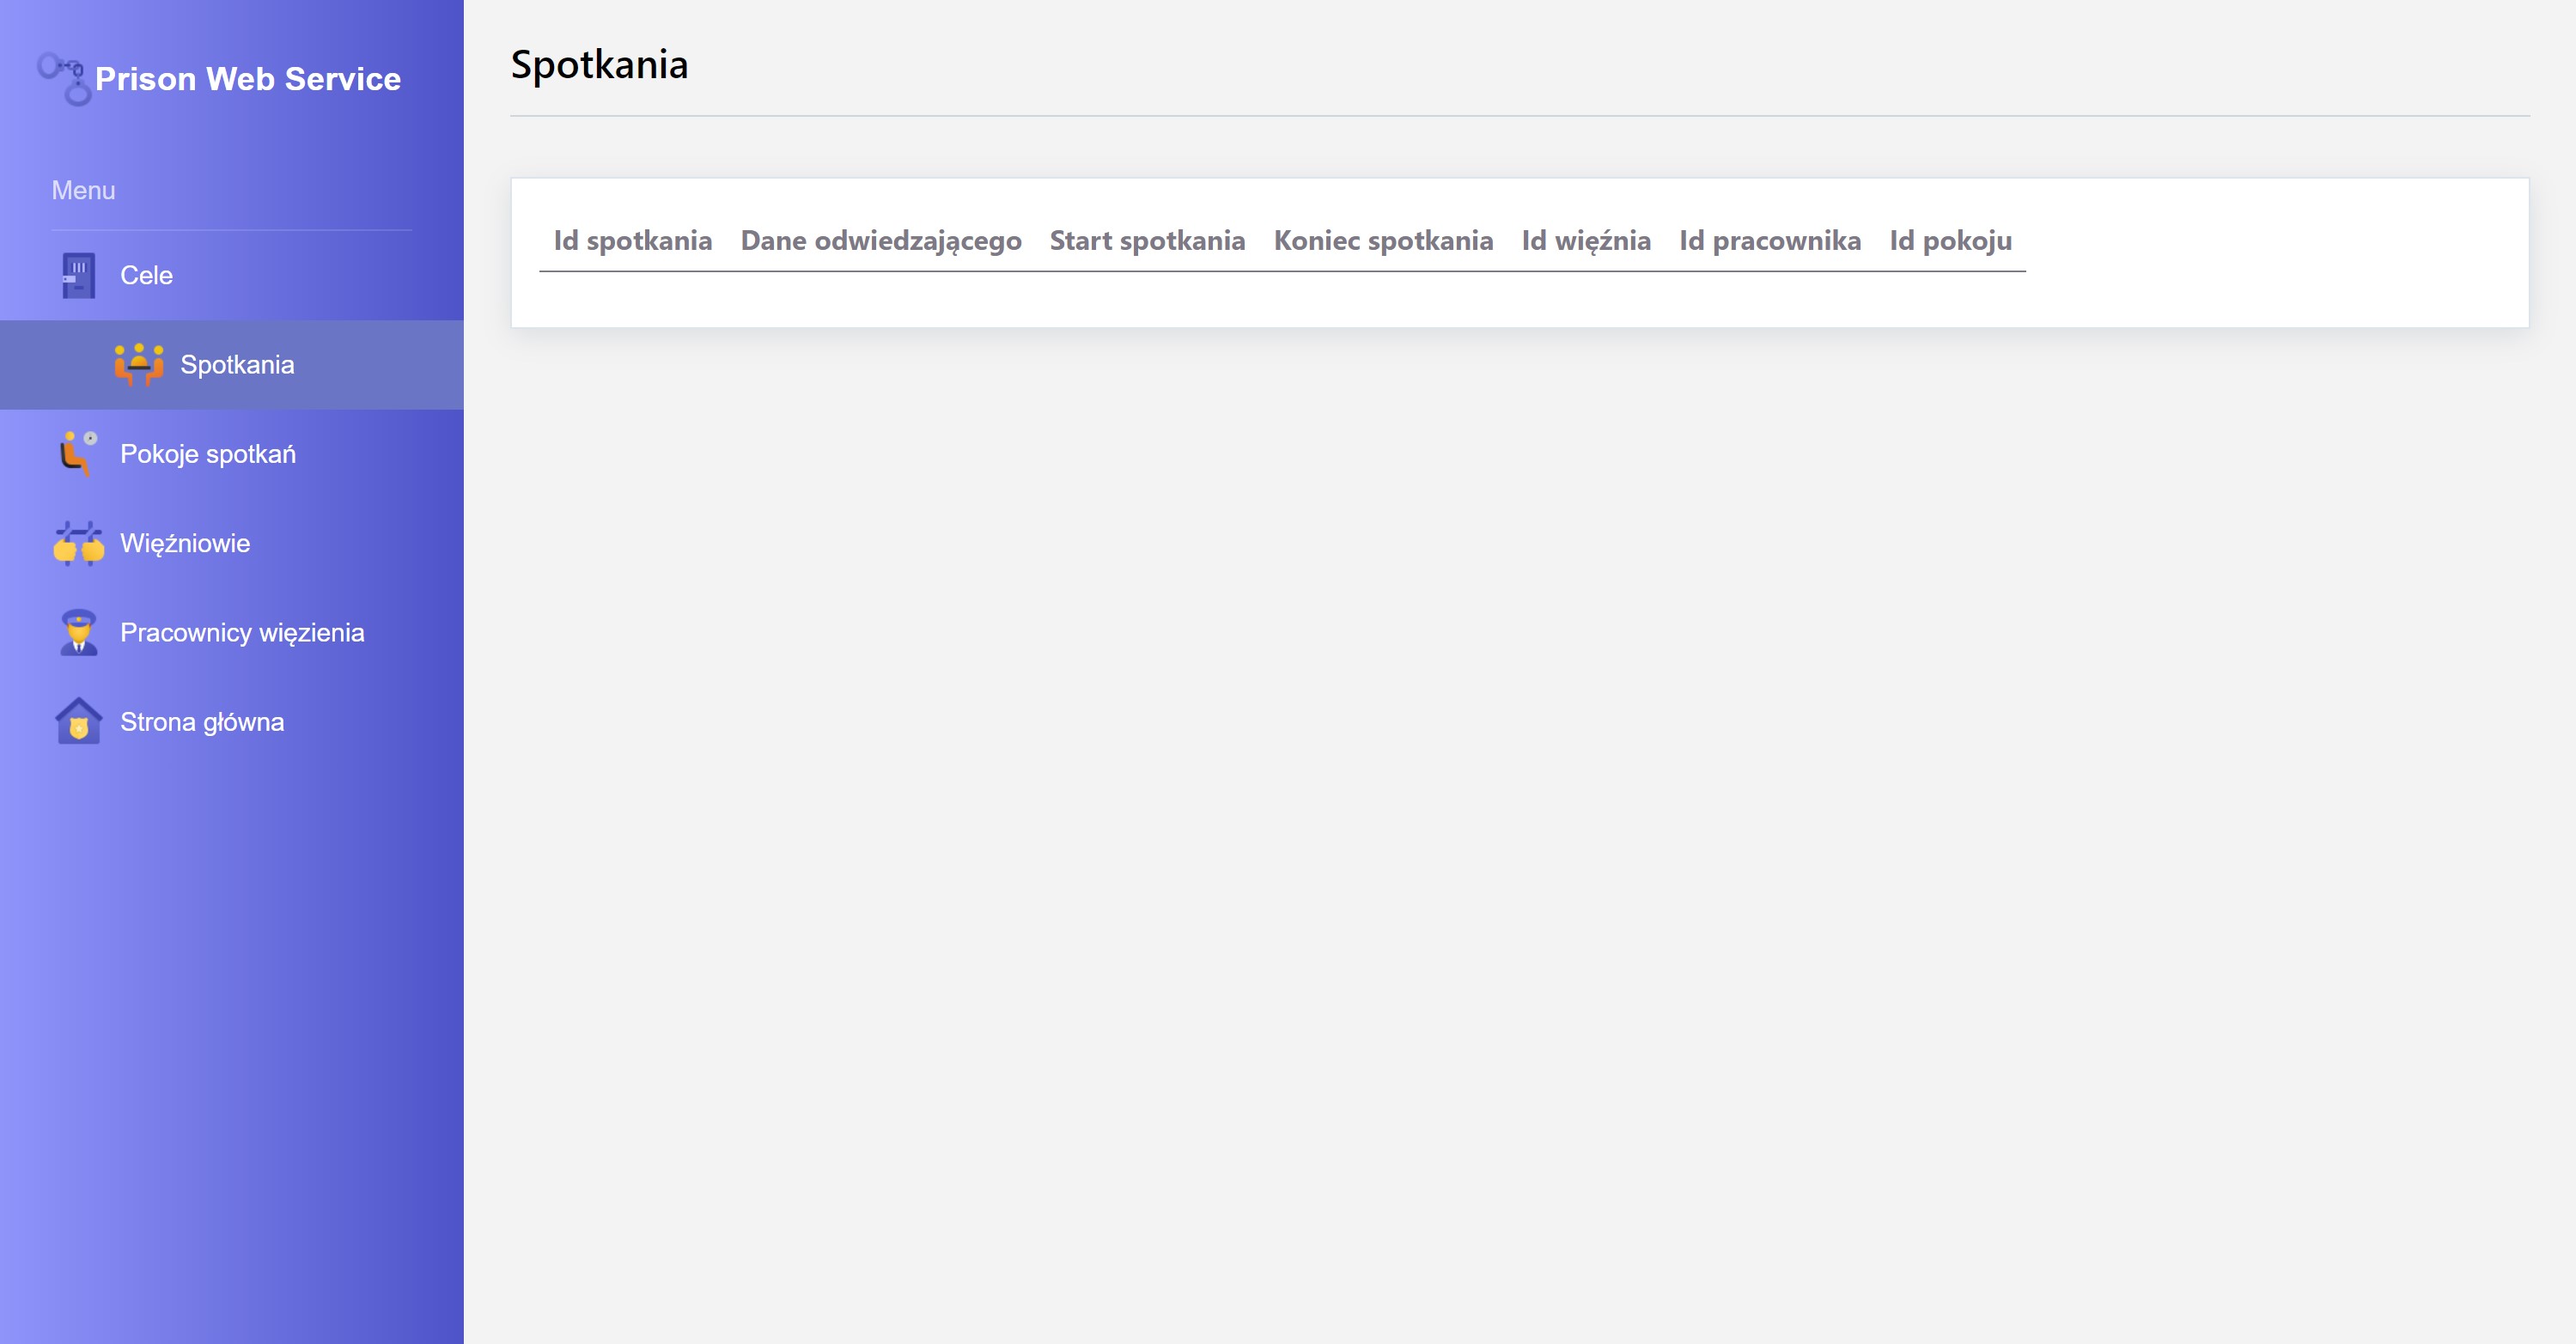 Prison Web Service
Menu
Cele
Spotkania
Pokoje spotkań
Więźniowie
Pracownicy więzienia
Strona główna
Spotkania
Id spotkania Dane odwiedzającego Start spotkania Koniec spotkania Id więźnia Id pracownika Id pokoju